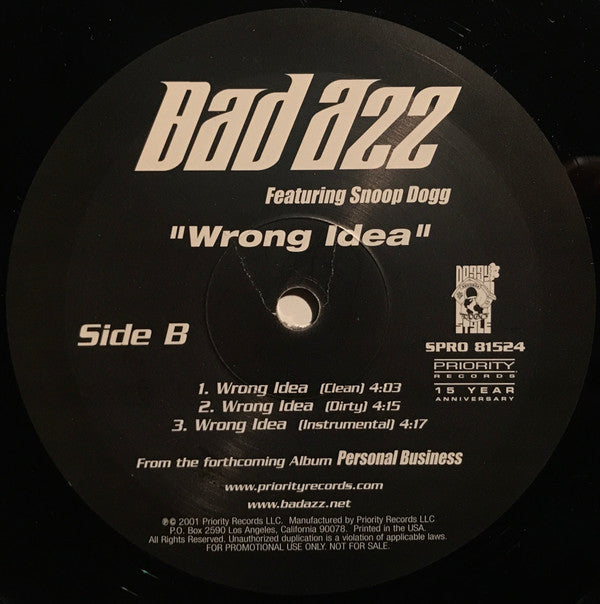 Bad Azz
Featuring Snoop Dogg
"Wrong Idea"
Side B
DOGGY
STYLE
SPRO 81524
PRIORITY
RECORDS
15 YEAR
ANNIVERSARY
1. Wrong Idea (Clean) 4:03
2. Wrong Idea (Dirty) 4:15
3. Wrong Idea (Instrumental) 4:17
From the forthcoming Album Personal Business
www.priorityrecords.com
www.badazz.net
℗© 2001 Priority Records LLC. Manufactured by Priority Records LLC
P.O. Box 2590 Los Angeles, California 90078. Printed in the USA.
All Rights Reserved. Unauthorized duplication is a violation of applicable laws.
FOR PROMOTIONAL USE ONLY. NOT FOR SALE.